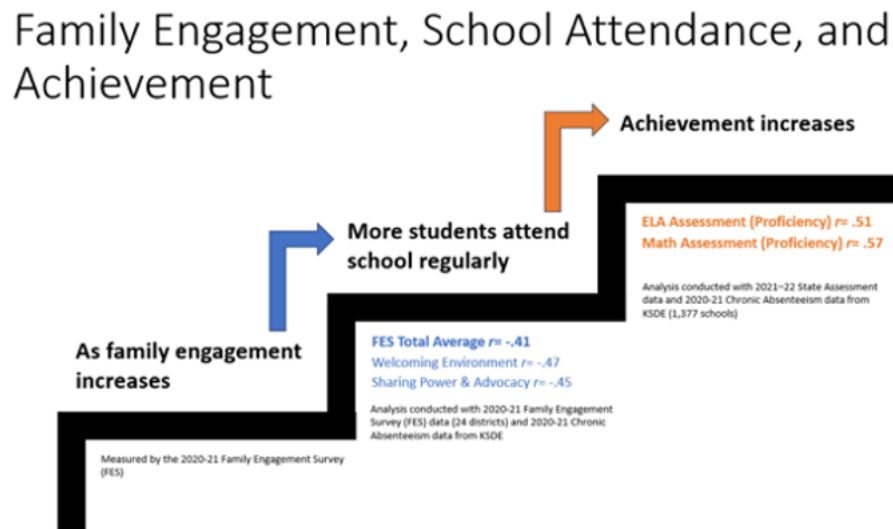 Family Engagement, School Attendance, and
Achievement
Achievement increases
ELA Assessment (Proficiency) r= .51
Math Assessment (Proficiency) r= .57
Analysis conducted with 2021–22 State Assessment
data and 2020-21 Chronic Absenteeism data from
KSDE (1,377 schools)
More students attend
school regularly
FES Total Average r= -.41
Welcoming Environment r= -.47
Sharing Power & Advocacy r= -.45
Analysis conducted with 2020-21 Family Engagement
Survey (FES) data (24 districts) and 2020-21 Chronic
Absenteeism data from KSDE
As family engagement
increases
Measured by the 2020-21 Family Engagement Survey
(FES)